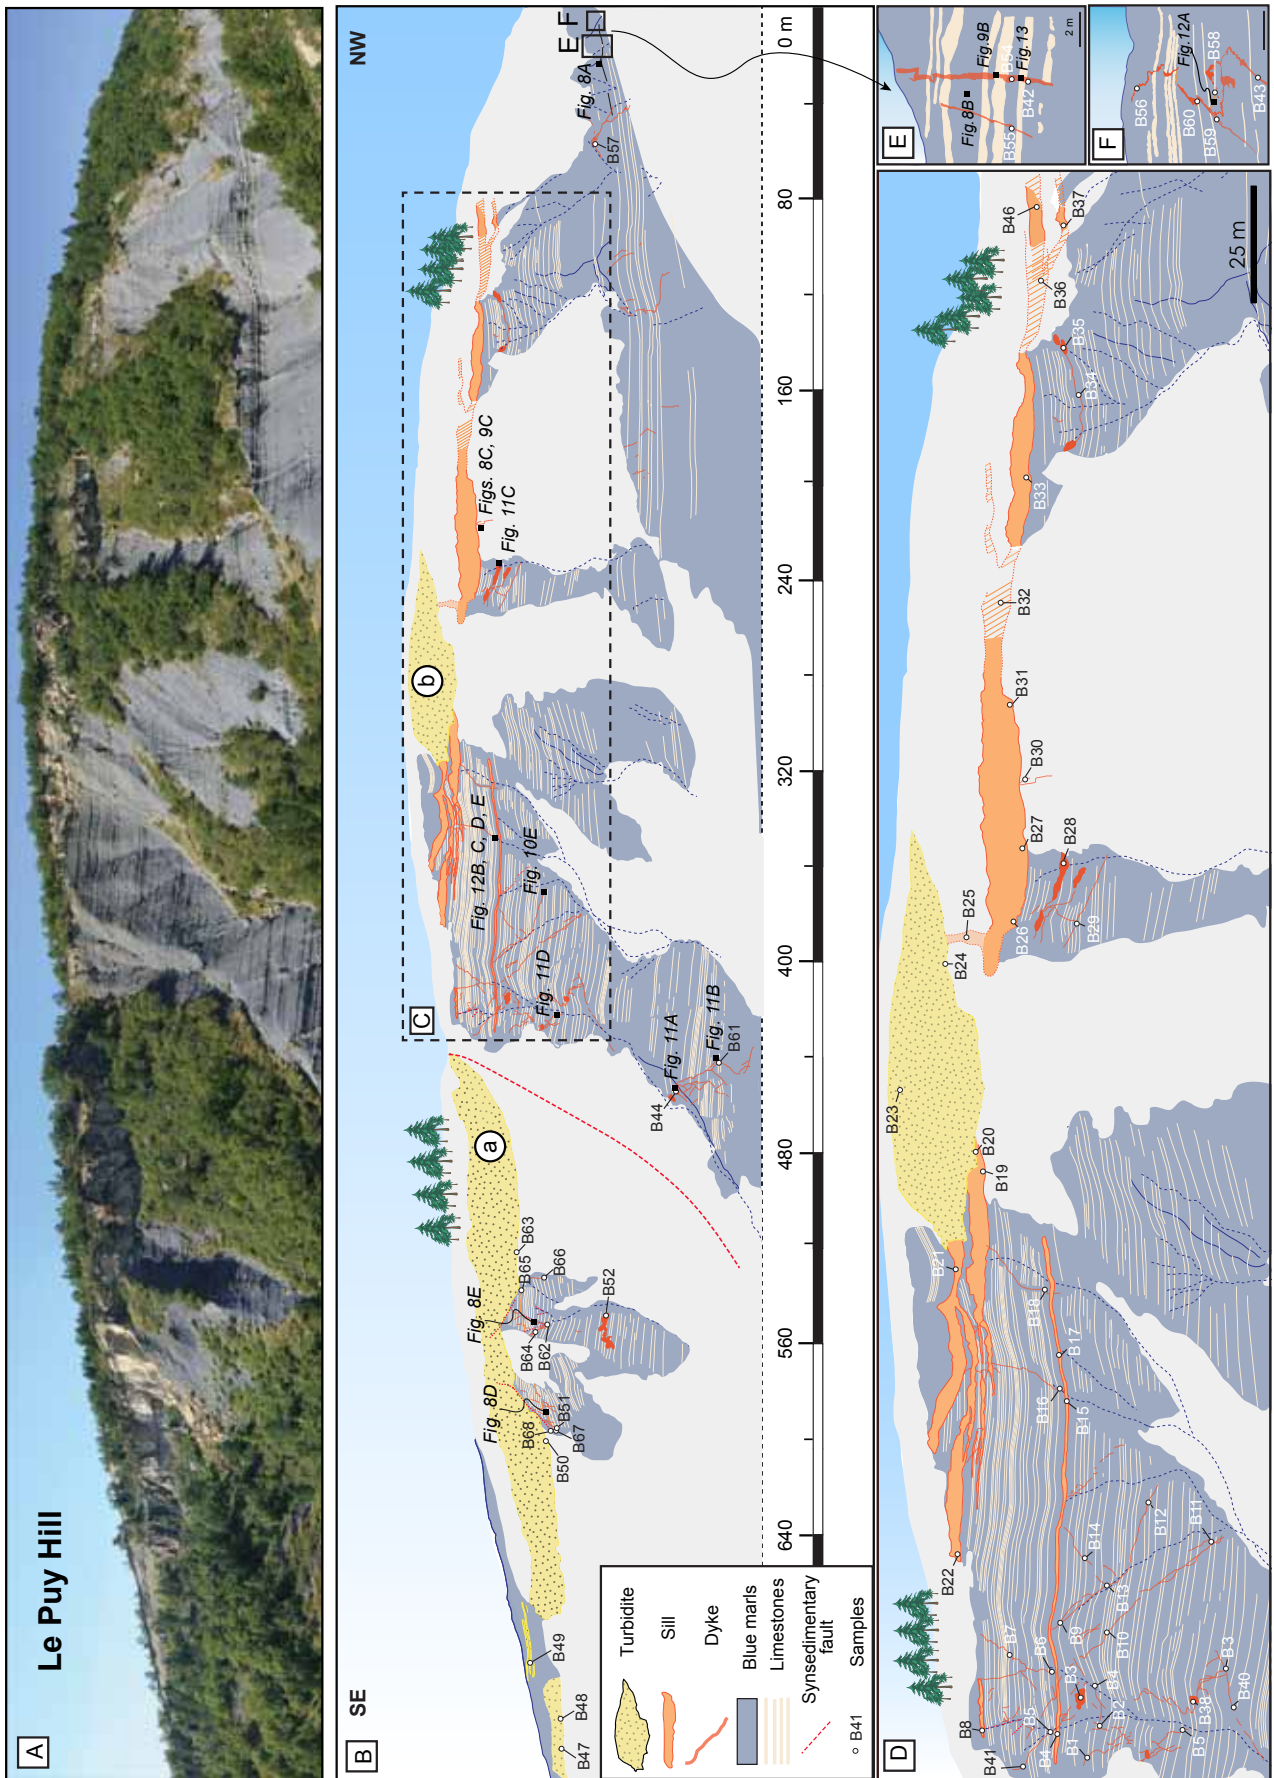 A
Le Puy Hill
B
SE
NW
a
b
C
E F
Fig. 8A
B57
Figs. 8C, 9C
Fig. 11C
Fig. 12B, C, D, E
Fig. 10E
Fig. 11D
Fig. 11A
B44
Fig. 11B
B61
B63
B65
B66
Fig. 8E
B64
B62
B52
Fig. 8D
B68
B51
B67
B50
B49
B48
B47
640 560 480 400 320 240 160 80 0 m
Turbidite
Sill
Dyke
Blue marls
Limestones
Synsedimentary
fault
B41 Samples
D
B41
B8
B7
B22
B21
B20
B19
B23
B24
B25
B26
B27
B28
B29
B30
B31
B32
B33
B34
B35
B36
B37
B46
B5
B4
B6
B9
B16
B15
B17
B18
B1
B3
B2
B4
B10
B13
B14
B12
B11
B5
B38
B3
B40
25 m
E
Fig. 8B
Fig. 9B
B54
Fig. 13
B42
B55
2 m
F
B56
B60
B59
Fig. 12A
B58
B43